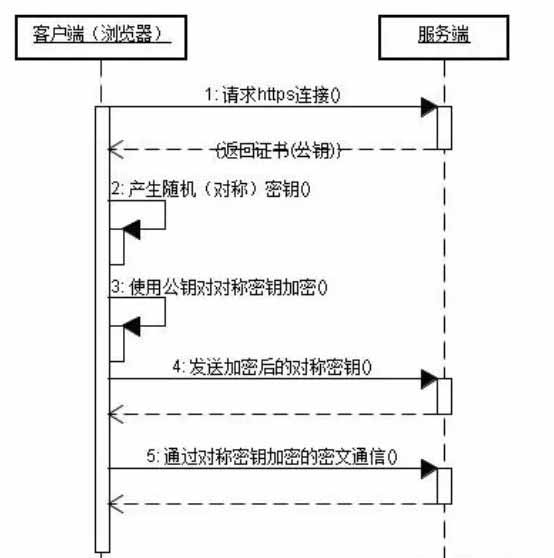 客户端（浏览器）
服务端
1: 请求https连接()
(返回证书(公钥))
2: 产生随机（对称）密钥()
3: 使用公钥对对称密钥加密()
4: 发送加密后的对称密钥()
5: 通过对称密钥加密的密文通信()